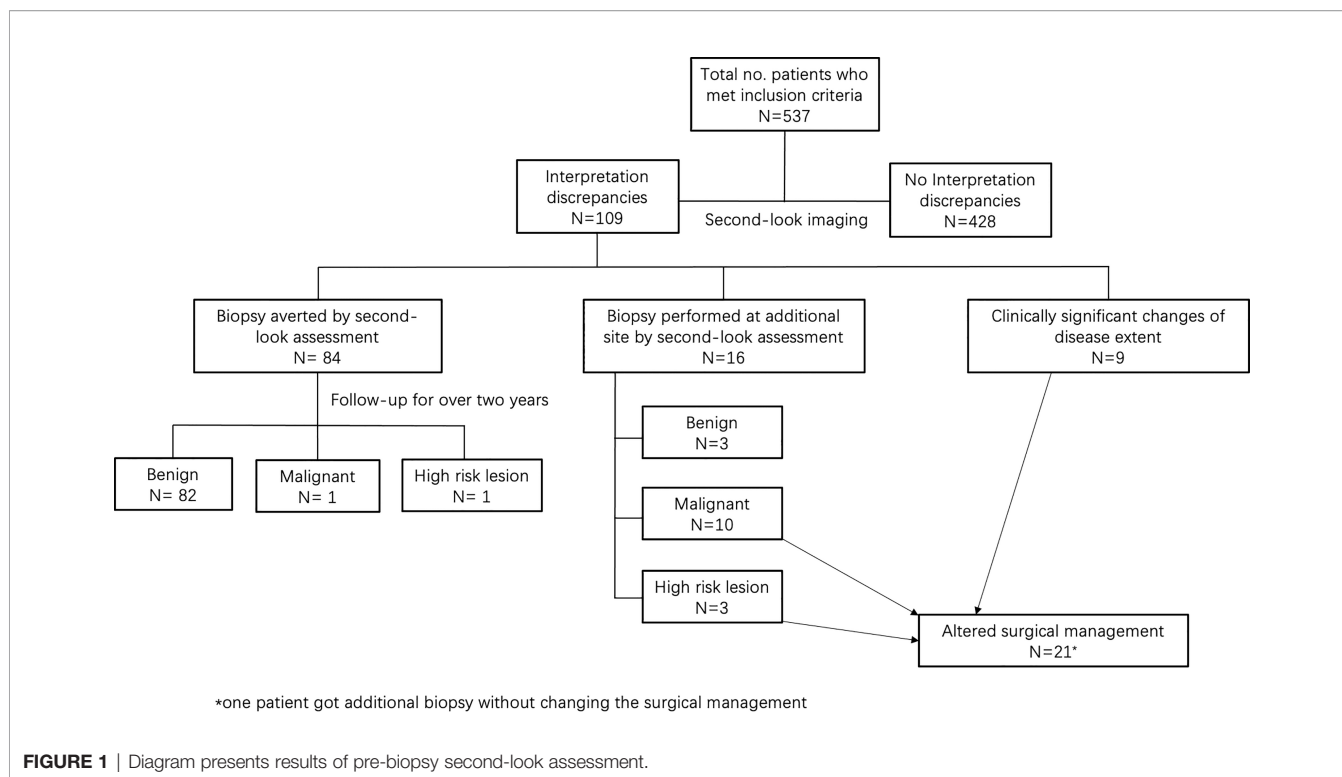 Total no. patients who
met inclusion criteria
N=537
Interpretation
discrepancies
N=109
No Interpretation
discrepancies
N=428
Second-look imaging
Biopsy averted by second-
look assessment
N= 84
Biopsy performed at additional
site by second-look assessment
N=16
Clinically significant changes of
disease extent
N=9
Follow-up for over two years
Benign
N= 82
Malignant
N= 1
High risk lesion
N= 1
Benign
N=3
Malignant
N=10
High risk lesion
N=3
Altered surgical management
N=21*
*one patient got additional biopsy without changing the surgical management
FIGURE 1 | Diagram presents results of pre-biopsy second-look assessment.